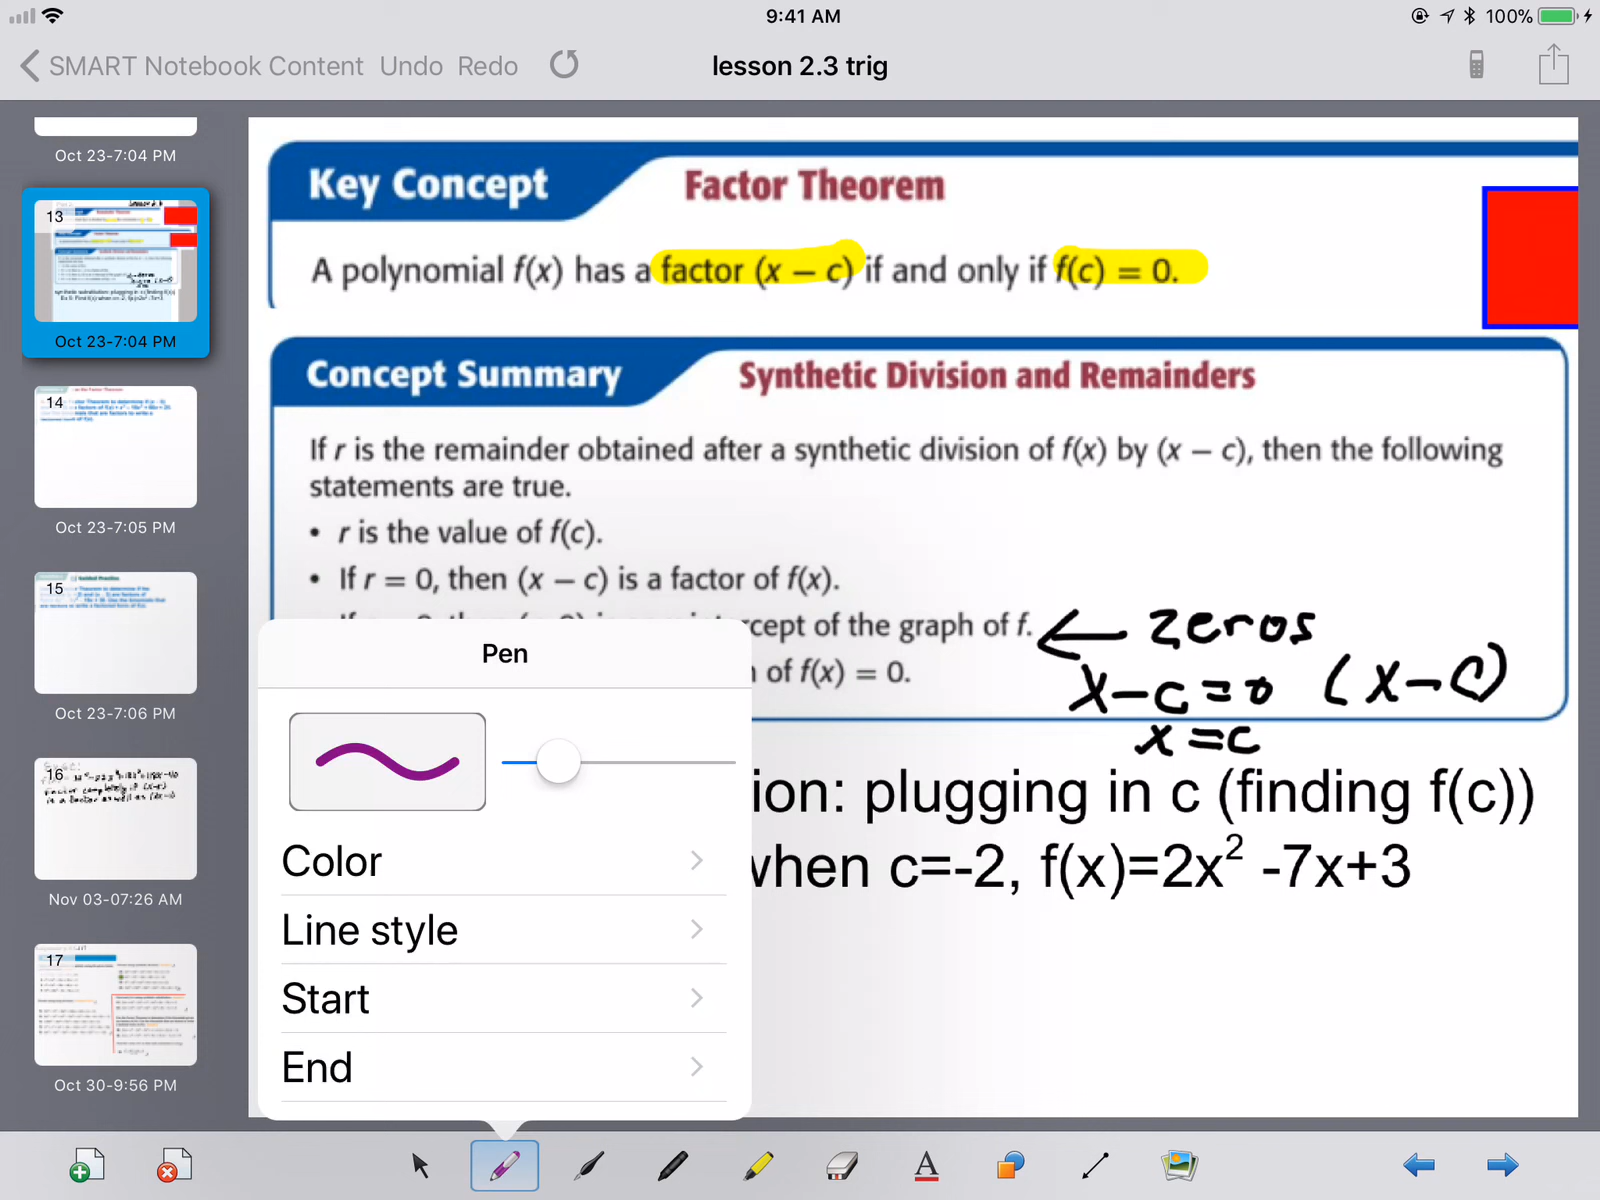 9:41 AM
100%
SMART Notebook Content Undo Redo
lesson 2.3 trig
Oct 23-7:04 PM
13
Oct 23-7:04 PM
14
Oct 23-7:05 PM
15
Guided Practice
Oct 23-7:06 PM
16
Nov 03-07:26 AM
17
Oct 30-9:56 PM
Key Concept
Factor Theorem
A polynomial f(x) has a factor (x – c) if and only if f(c) = 0.
Concept Summary
Synthetic Division and Remainders
If r is the remainder obtained after a synthetic division of f(x) by (x – c), then the following
statements are true.
• r is the value of f(c).
• If r = 0, then (x – c) is a factor of f(x).
cept of the graph of f.
← zeros
of f(x) = 0.
x-c=0 (x-c)
x=c
ion: plugging in c (finding f(c))
when c=-2, f(x)=2x² -7x+3
Pen
Color
Line style
Start
End
A